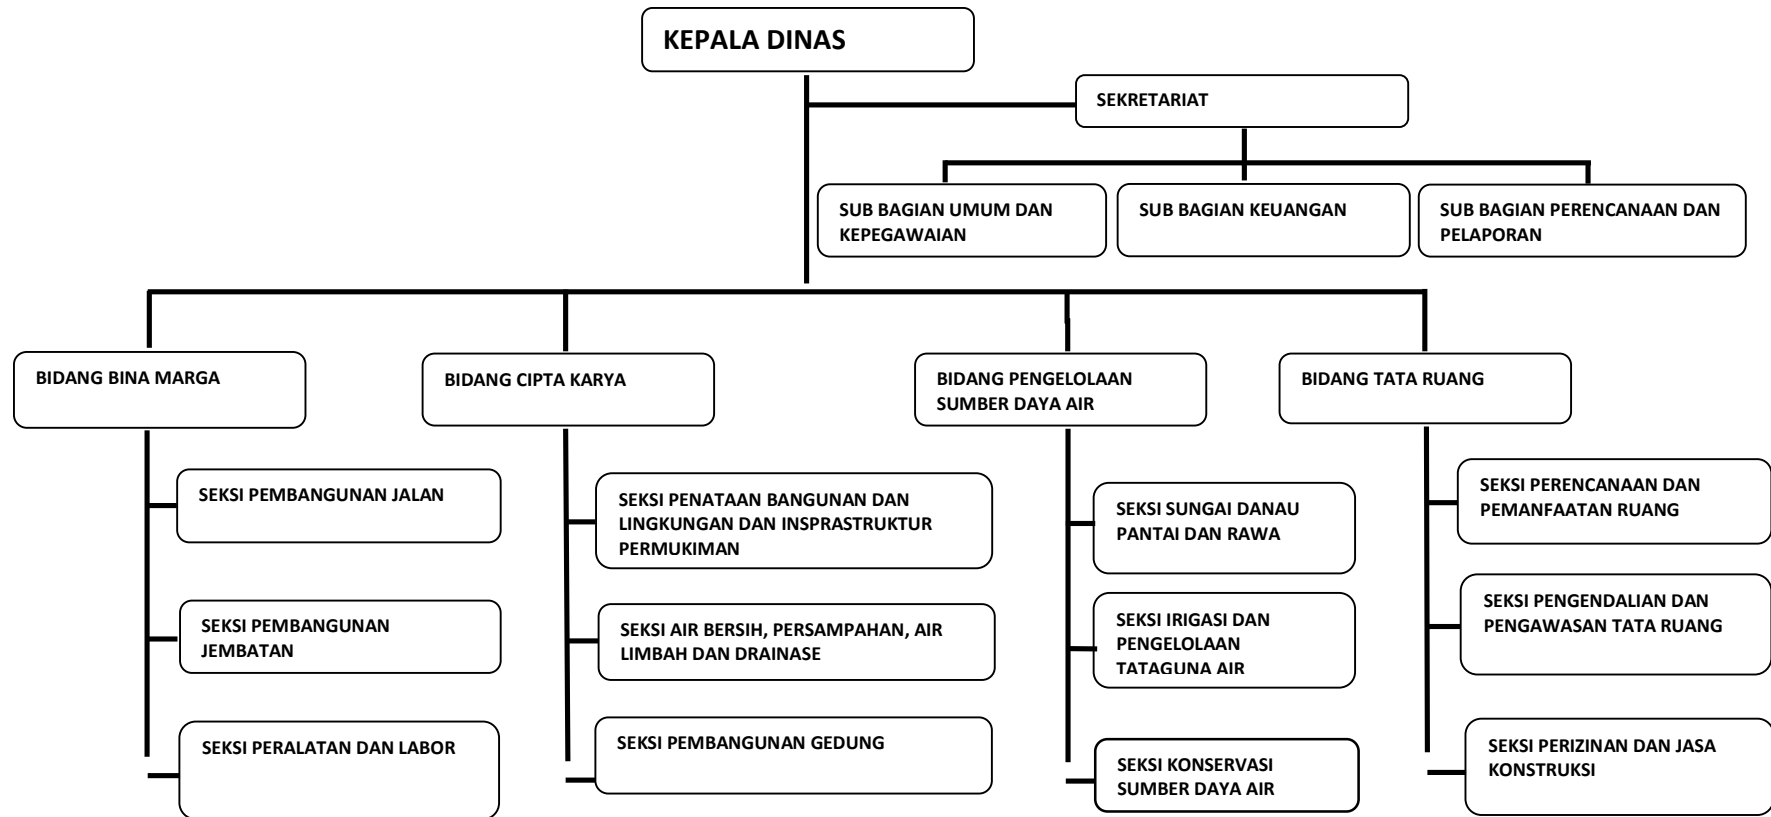 KEPALA DINAS
SEKRETARIAT
SUB BAGIAN UMUM DAN
KEPEGAWAIAN
SUB BAGIAN KEUANGAN
SUB BAGIAN PERENCANAAN DAN
PELAPORAN
BIDANG BINA MARGA
BIDANG CIPTA KARYA
BIDANG PENGELOLAAN
SUMBER DAYA AIR
BIDANG TATA RUANG
SEKSI PEMBANGUNAN JALAN
SEKSI PEMBANGUNAN
JEMBATAN
SEKSI PERALATAN DAN LABOR
SEKSI PENATAAN BANGUNAN DAN
LINGKUNGAN DAN INSPRASTRUKTUR
PERMUKIMAN
SEKSI AIR BERSIH, PERSAMPAHAN, AIR
LIMBAH DAN DRAINASE
SEKSI PEMBANGUNAN GEDUNG
SEKSI SUNGAI DANAU
PANTAI DAN RAWA
SEKSI IRIGASI DAN
PENGELOLAAN
TATAGUNA AIR
SEKSI KONSERVASI
SUMBER DAYA AIR
SEKSI PERENCANAAN DAN
PEMANFAATAN RUANG
SEKSI PENGENDALIAN DAN
PENGAWASAN TATA RUANG
SEKSI PERIZINAN DAN JASA
KONSTRUKSI